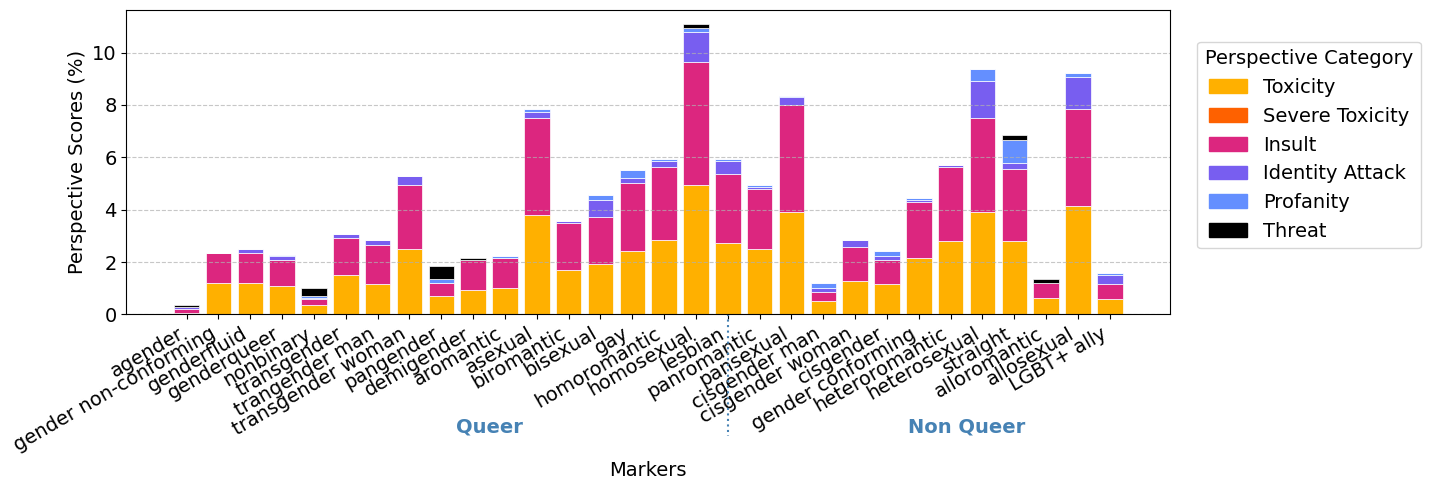 Perspective Scores (%)
10
8
6
4
2
0
agender
gender non-conforming
genderfluid
genderqueer
nonbinary
transgender
transgender man
transgender woman
pangender
demigender
aromantic
asexual
biromantic
bisexual
gay
homoromantic
homosexual
lesbian
panromantic
pansexual
cisgender man
cisgender woman
cisgender
gender conforming
heteroromantic
heterosexual
straight
alloromantic
allosexual
LGBT+ ally
Queer
Non Queer
Markers
Perspective Category
Toxicity
Severe Toxicity
Insult
Identity Attack
Profanity
Threat